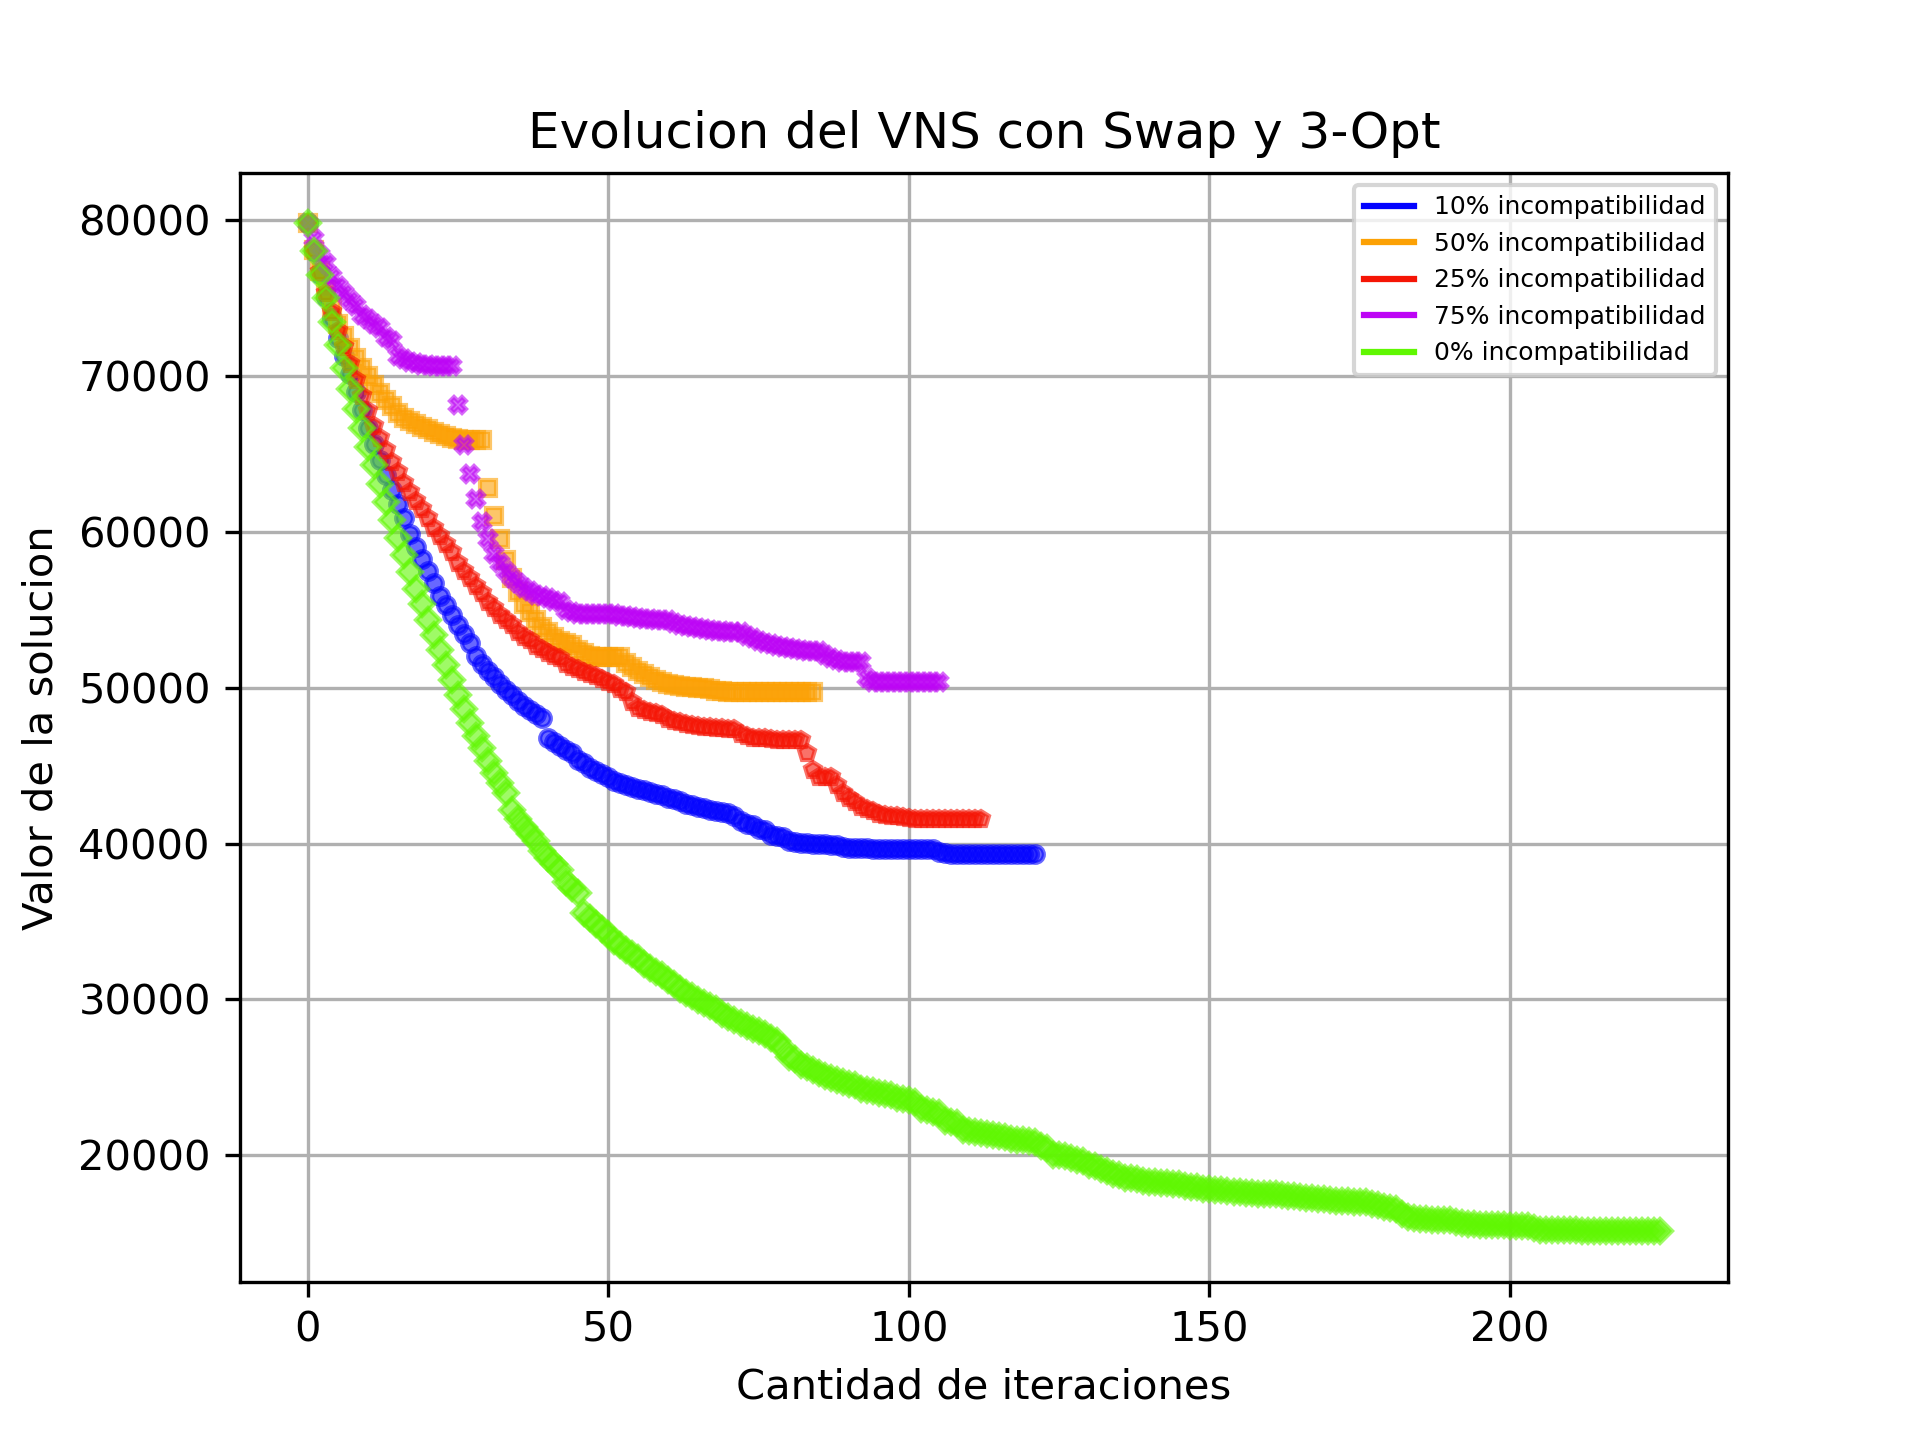 Evolucion del VNS con Swap y 3-Opt
10% incompatibilidad
50% incompatibilidad
25% incompatibilidad
75% incompatibilidad
0% incompatibilidad
Valor de la solucion
80000
70000
60000
50000
40000
30000
20000
0 50 100 150 200
Cantidad de iteraciones